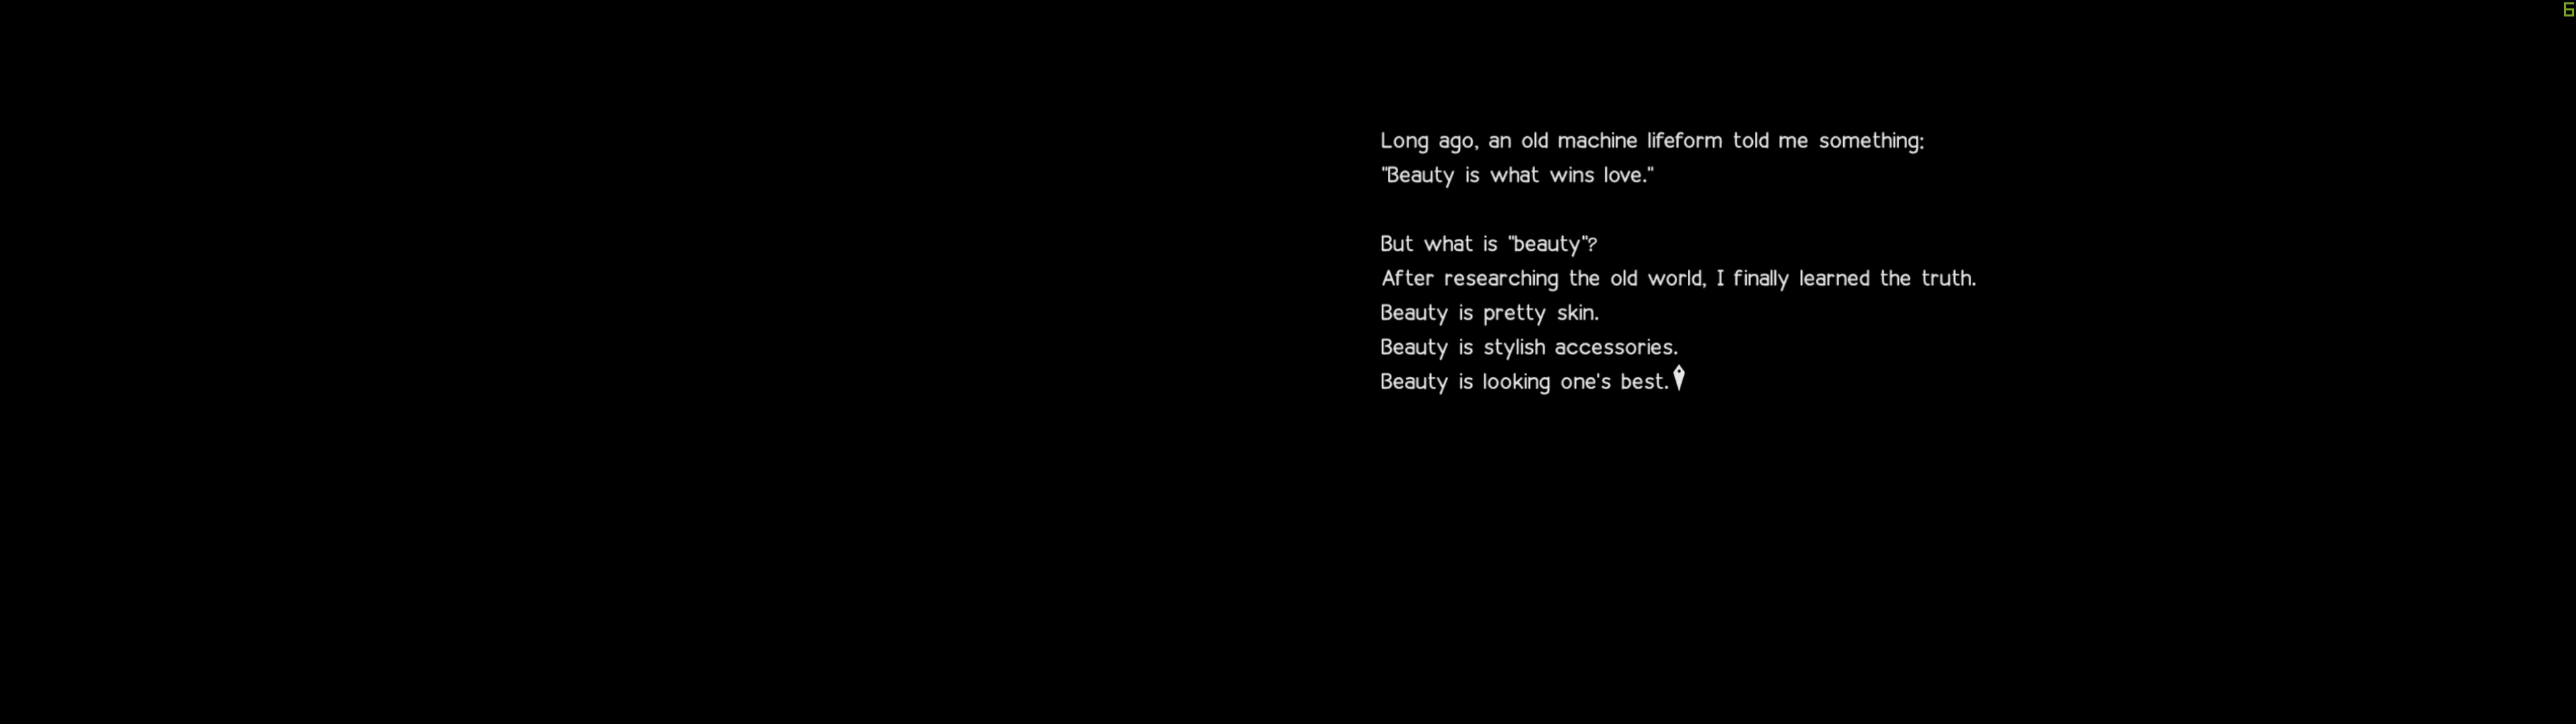 6
Long ago, an old machine lifeform told me something:
"Beauty is what wins love."
But what is "beauty"?
After researching the old world, I finally learned the truth.
Beauty is pretty skin.
Beauty is stylish accessories.
Beauty is looking one's best.